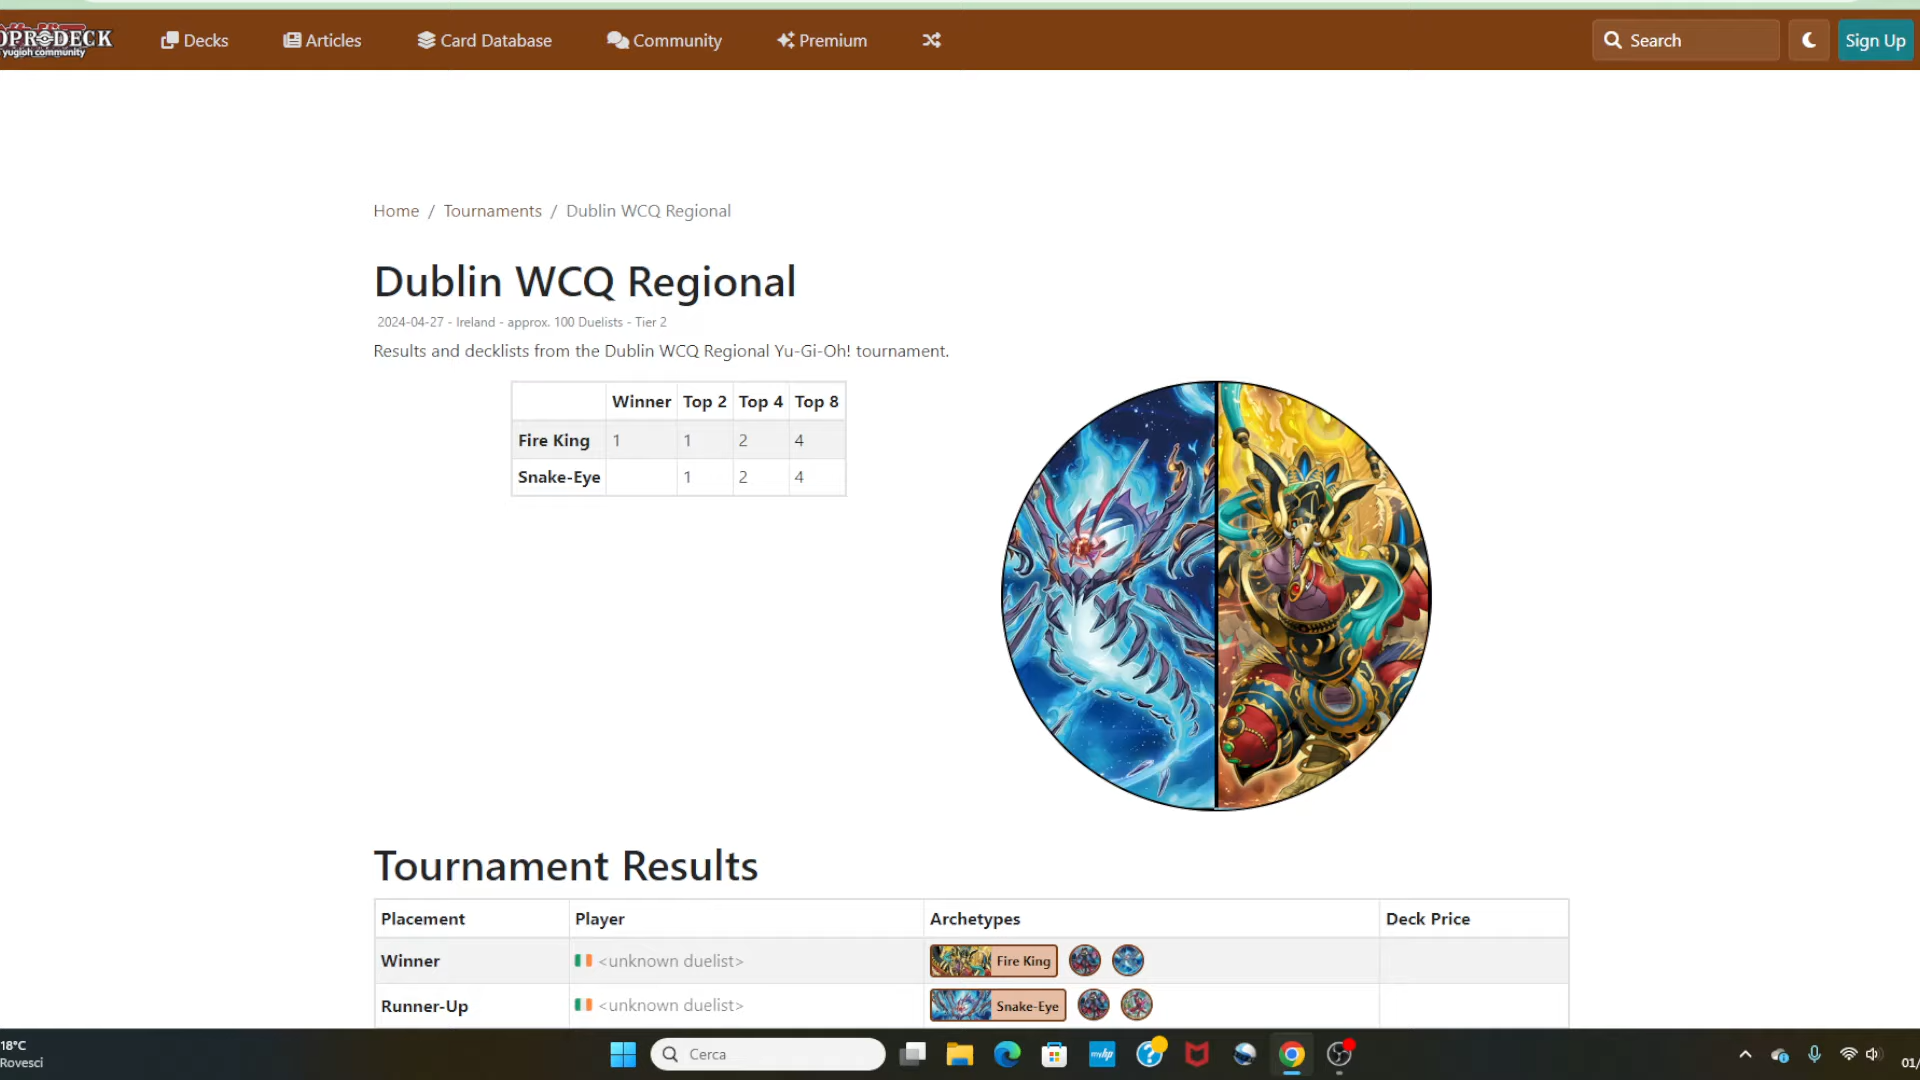 OPRODECK
yugioh community
Decks
Articles
Card Database
Community
Premium
Search
Sign Up
Home / Tournaments / Dublin WCQ Regional
Dublin WCQ Regional
2024-04-27 - Ireland - approx. 100 Duelists - Tier 2
Results and decklists from the Dublin WCQ Regional Yu-Gi-Oh! tournament.
Winner Top 2 Top 4 Top 8
Fire King 1 1 2 4
Snake-Eye 1 2 4
Tournament Results
Placement Player Archetypes Deck Price
Winner <unknown duelist> Fire King
Runner-Up <unknown duelist> Snake-Eye
18°C
Rovesci
Cerca
myhp
01/